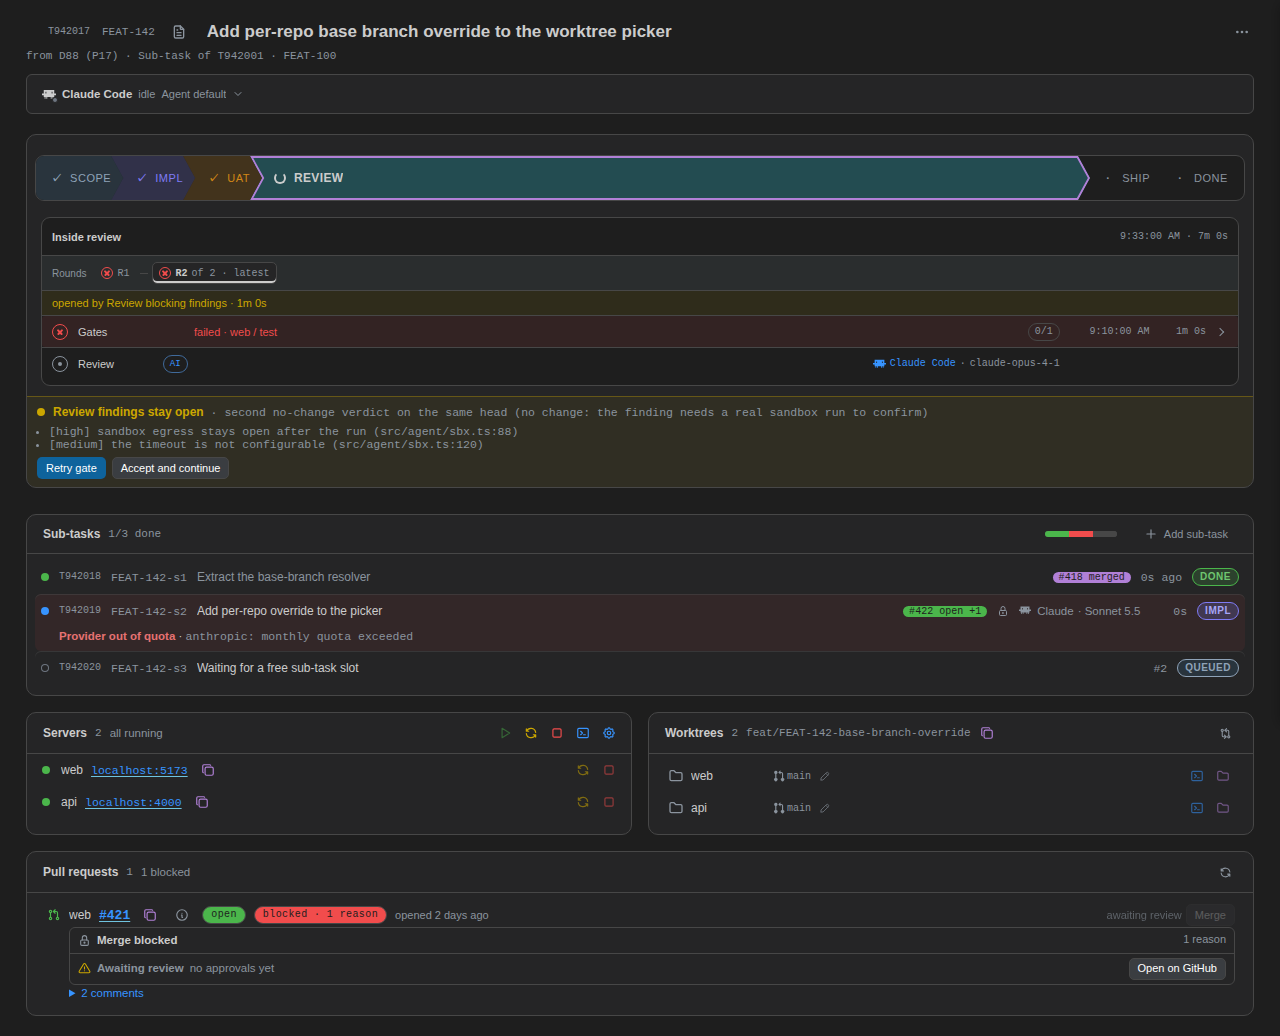 T942017 FEAT-142 Add per-repo base branch override to the worktree picker
from D88 (P17) · Sub-task of T942001 · FEAT-100
Claude Code idle Agent default
SCOPE IMPL UAT REVIEW SHIP DONE
Inside review 9:33:00 AM · 7m 0s
Rounds R1 — R2 of 2 · latest
opened by Review blocking findings · 1m 0s
Gates failed · web / test 0/1 9:10:00 AM 1m 0s
Review AI Claude Code · claude-opus-4-1
Review findings stay open · second no-change verdict on the same head (no change: the finding needs a real sandbox run to confirm)
• [high] sandbox egress stays open after the run (src/agent/sbx.ts:88)
• [medium] the timeout is not configurable (src/agent/sbx.ts:120)
Retry gate Accept and continue
Sub-tasks 1/3 done Add sub-task
T942018 FEAT-142-s1 Extract the base-branch resolver #418 merged 0s ago DONE
T942019 FEAT-142-s2 Add per-repo override to the picker #422 open +1 Claude · Sonnet 5.5 0s IMPL
Provider out of quota · anthropic: monthly quota exceeded
T942020 FEAT-142-s3 Waiting for a free sub-task slot #2 QUEUED
Servers 2 all running
web localhost:5173
api localhost:4000
Worktrees 2 feat/FEAT-142-base-branch-override
web main
api main
Pull requests 1 1 blocked
web #421 open blocked · 1 reason opened 2 days ago awaiting review Merge
Merge blocked 1 reason
Awaiting review no approvals yet Open on GitHub
2 comments